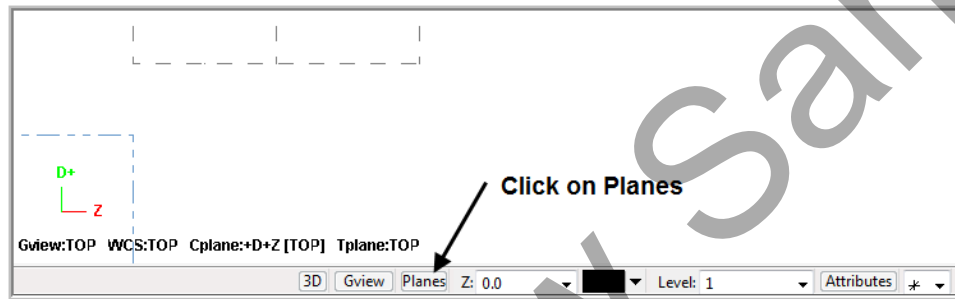 D+
Z
Click on Planes
Gview:TOP WCS:TOP Cplane:+D+Z [TOP] Tplane:TOP
3D Gview Planes Z: 0.0 Level: 1 Attributes
y Sa